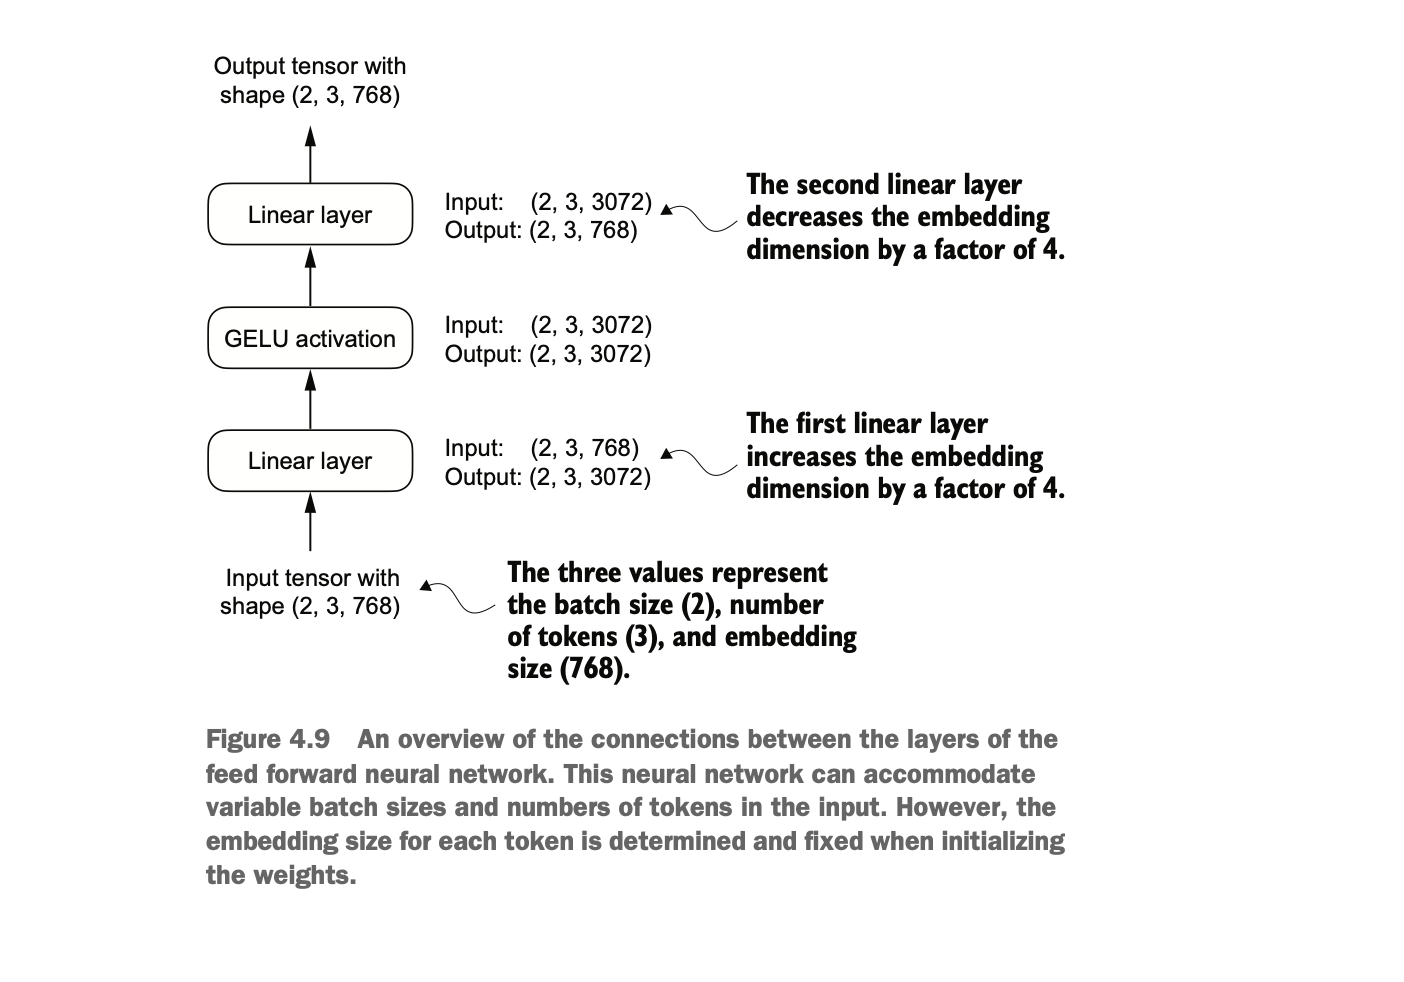 Output tensor with
shape (2, 3, 768)
Linear layer
Input: (2, 3, 3072)
Output: (2, 3, 768)
The second linear layer
decreases the embedding
dimension by a factor of 4.
GELU activation
Input: (2, 3, 3072)
Output: (2, 3, 3072)
Linear layer
Input: (2, 3, 768)
Output: (2, 3, 3072)
The first linear layer
increases the embedding
dimension by a factor of 4.
Input tensor with
shape (2, 3, 768)
The three values represent
the batch size (2), number
of tokens (3), and embedding
size (768).
Figure 4.9 An overview of the connections between the layers of the
feed forward neural network. This neural network can accommodate
variable batch sizes and numbers of tokens in the input. However, the
embedding size for each token is determined and fixed when initializing
the weights.